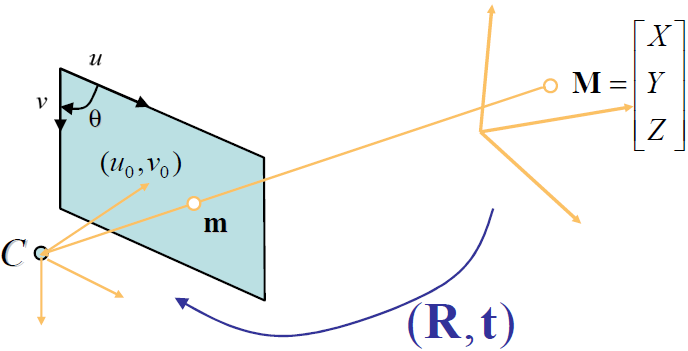 u
v
θ
(u₀,v₀)
m
C
M = [X
Y
Z]
(R,t)